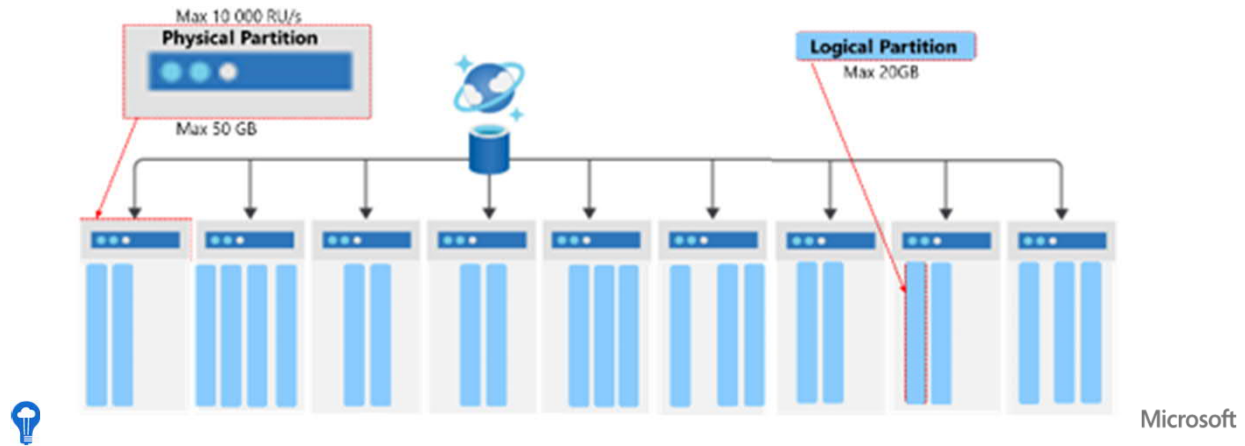 Max 10 000 RU/s
Physical Partition
Max 50 GB
Logical Partition
Max 20GB
Microsoft